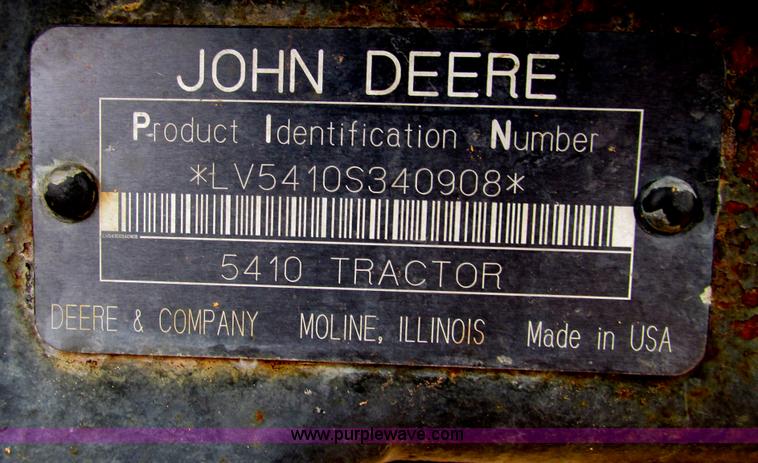 JOHN DEERE
Product Identification Number
*LV5410S340908*
5410 TRACTOR
DEERE & COMPANY MOLINE, ILLINOIS Made in USA
www.purplewave.com